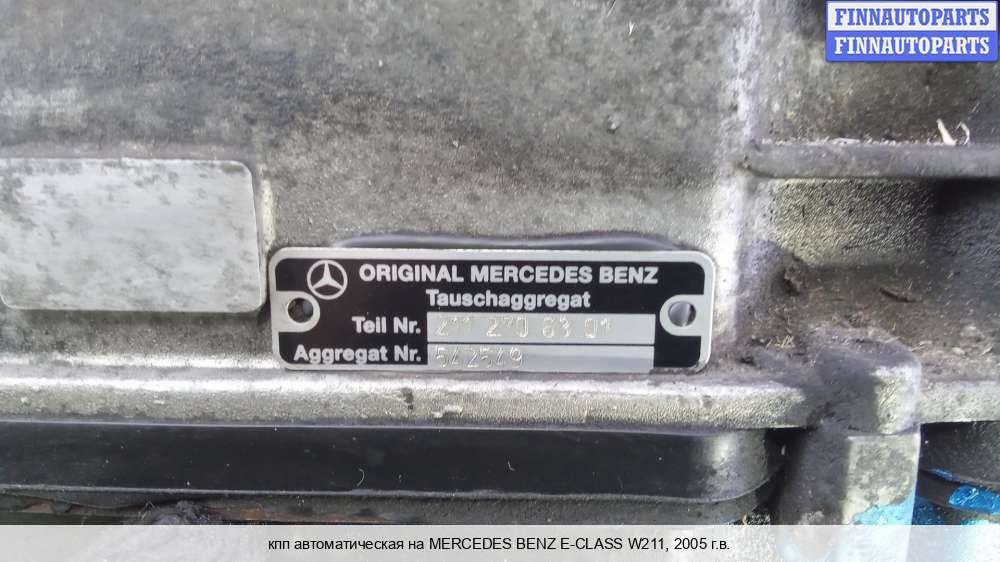 FINNAUTOPARTS
FINNAUTOPARTS
ORIGINAL MERCEDES BENZ
Tauschaggregat
Teil Nr. 211 270 63 01
Aggregat Nr. 542549
кпп автоматическая на MERCEDES BENZ E-CLASS W211, 2005 г.в.